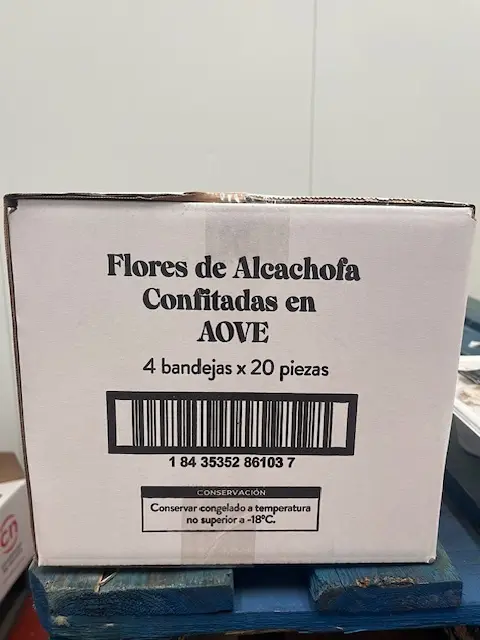 Flores de Alcachofa
Confitadas en
AOVE
4 bandejas x 20 piezas
1 84 35352 86103 7
CONSERVACIÓN
Conservar congelado a temperatura
no superior a -18ºC.